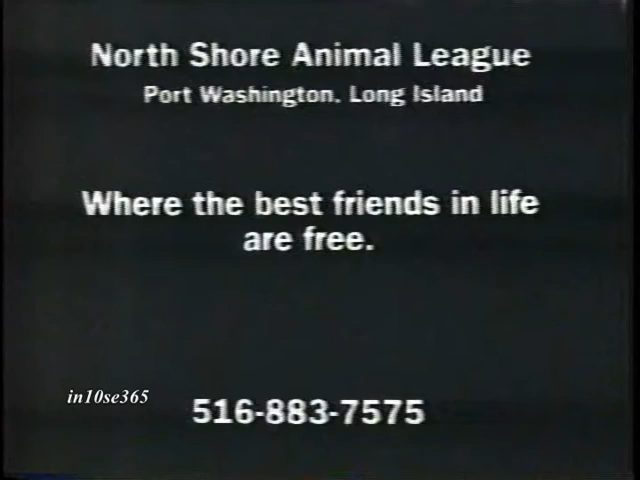 North Shore Animal League
Port Washington. Long Island
Where the best friends in life
are free.
in10se365
516-883-7575